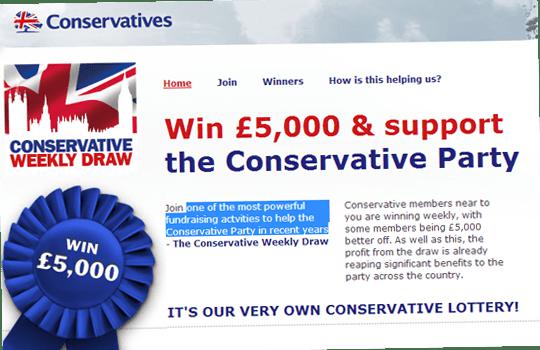 Conservatives
Home Join Winners How is this helping us?
CONSERVATIVE
WEEKLY DRAW
Win £5,000 & support
the Conservative Party
Join one of the most powerful
fundraising activities to help the
Conservative Party in recent years
- The Conservative Weekly Draw
Conservative members near to
you are winning weekly, with
some members being £5,000
better off. As well as this, the
profit from the draw is already
reaping significant benefits to the
party across the country.
WIN
£5,000
IT'S OUR VERY OWN CONSERVATIVE LOTTERY!